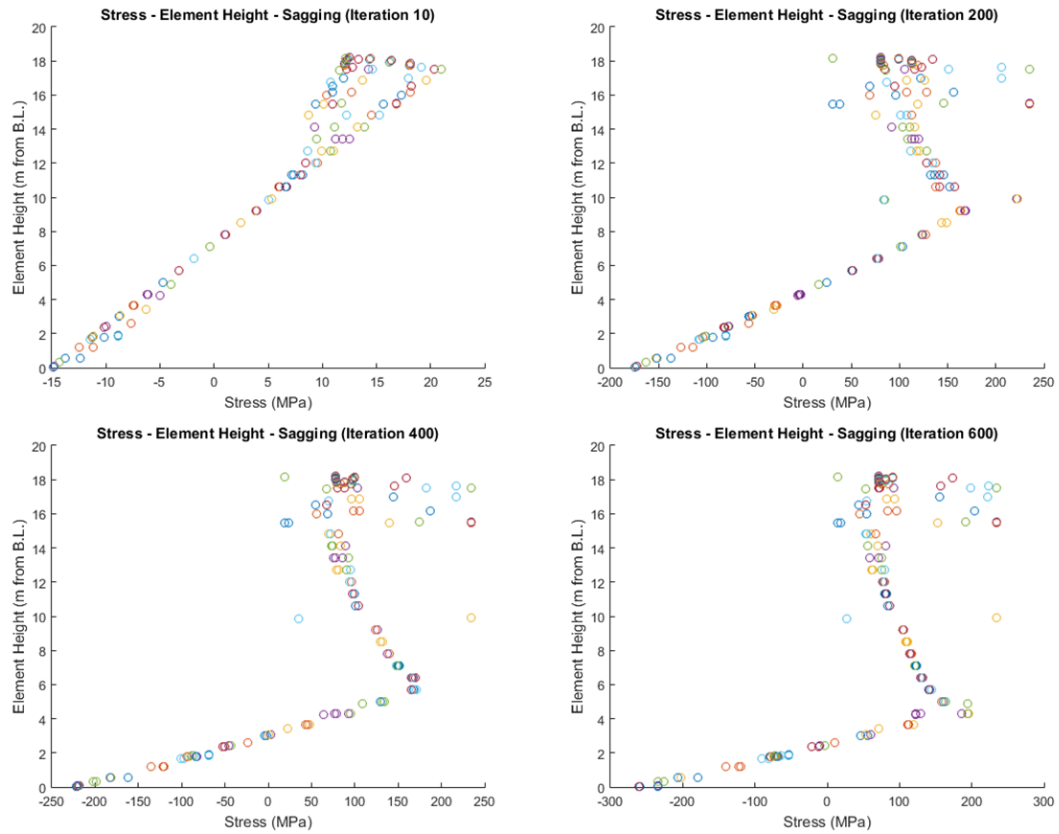 Stress - Element Height - Sagging (Iteration 10)
Element Height (m from B.L.)
20
18
16
14
12
10
8
6
4
2
0
-15 -10 -5 0 5 10 15 20 25
Stress (MPa)
Stress - Element Height - Sagging (Iteration 200)
Element Height (m from B.L.)
20
18
16
14
12
10
8
6
4
2
0
-200 -150 -100 -50 0 50 100 150 200 250
Stress (MPa)
Stress - Element Height - Sagging (Iteration 400)
Element Height (m from B.L.)
20
18
16
14
12
10
8
6
4
2
0
-250 -200 -150 -100 -50 0 50 100 150 200 250
Stress (MPa)
Stress - Element Height - Sagging (Iteration 600)
Element Height (m from B.L.)
20
18
16
14
12
10
8
6
4
2
0
-300 -200 -100 0 100 200 300
Stress (MPa)